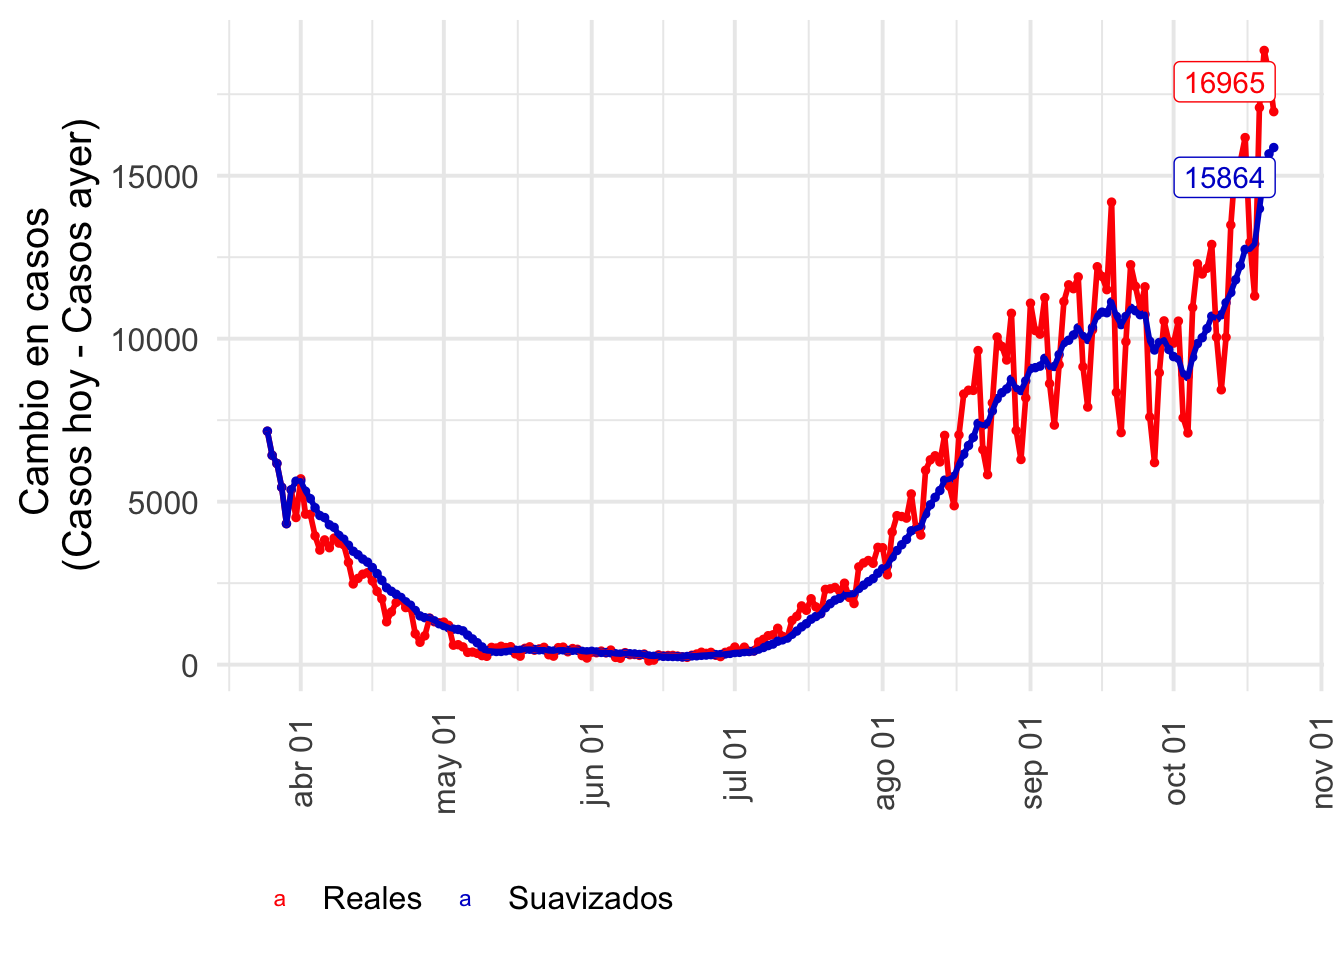 Cambio en casos
(Casos hoy - Casos ayer)
15000
10000
5000
0
16965
15864
abr 01
may 01
jun 01
jul 01
ago 01
sep 01
oct 01
nov 01
a Reales a Suavizados